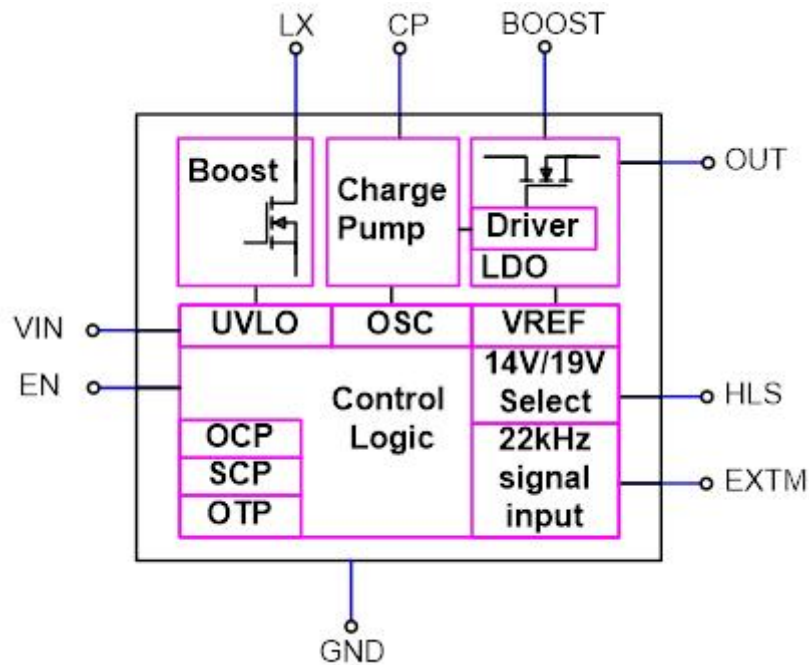 LX
CP
BOOST
Boost
Charge
Pump
Driver
LDO
OUT
VIN
UVLO
OSC
VREF
EN
Control
Logic
14V/19V
Select
HLS
OCP
SCP
OTP
22kHz
signal
input
EXTM
GND